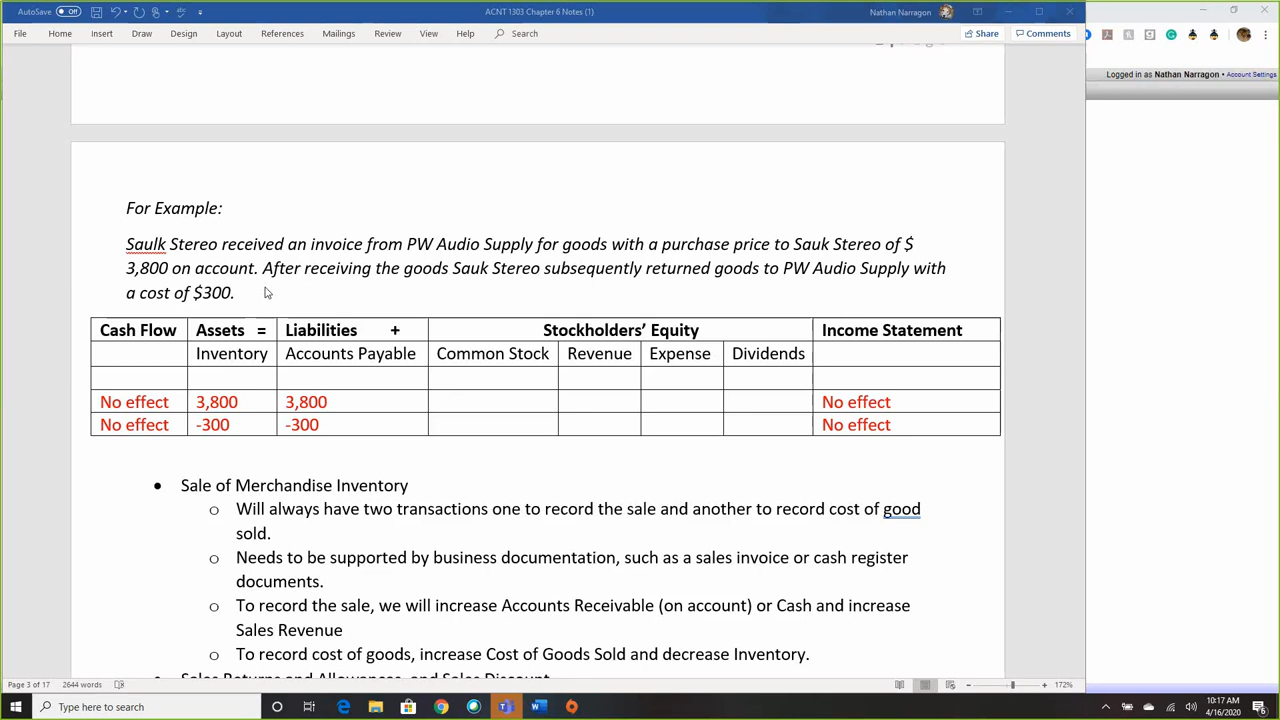 AutoSave Off ACNT 1303 Chapter 6 Notes (1) Nathan Narragon
File Home Insert Draw Design Layout References Mailings Review View Help Search Share Comments
Logged in as Nathan Narragon • Account Settings
For Example:
Saulk Stereo received an invoice from PW Audio Supply for goods with a purchase price to Sauk Stereo of $
3,800 on account. After receiving the goods Sauk Stereo subsequently returned goods to PW Audio Supply with
a cost of $300.
Cash Flow Assets = Liabilities + Stockholders’ Equity Income Statement
Inventory Accounts Payable Common Stock Revenue Expense Dividends
No effect 3,800 3,800 No effect
No effect -300 -300 No effect
• Sale of Merchandise Inventory
o Will always have two transactions one to record the sale and another to record cost of good
sold.
o Needs to be supported by business documentation, such as a sales invoice or cash register
documents.
o To record the sale, we will increase Accounts Receivable (on account) or Cash and increase
Sales Revenue
o To record cost of goods, increase Cost of Goods Sold and decrease Inventory.
• Sales Returns and Allowances, and Sales Discount
Page 3 of 17 2644 words 172%
Type here to search 10:17 AM
4/16/2020 6